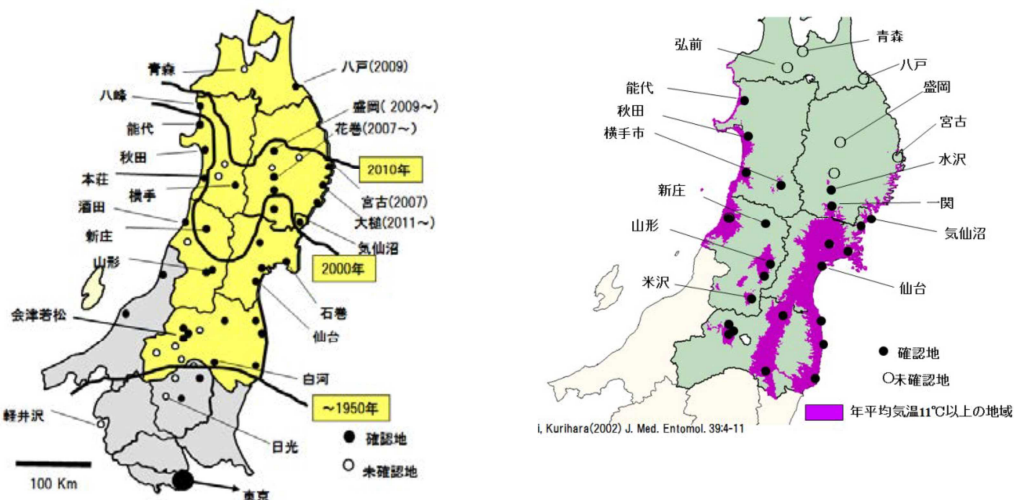 青森
八戸(2009)
八峰
盛岡( 2009～)
花巻(2007～)
能代
秋田
2010年
本荘
横手
宮古(2007)
酒田
大槌(2011～)
新庄
気仙沼
2000年
山形
石巻
会津若松
仙台
白河
～1950年
軽井沢
日光
確認地
未確認地
100 Km
東京
青森
弘前
八戸
能代
盛岡
秋田
宮古
横手市
水沢
新庄
一関
山形
気仙沼
米沢
仙台
確認地
未確認地
年平均気温11℃以上の地域
i, Kurihara(2002) J. Med. Entomol. 39:4-11